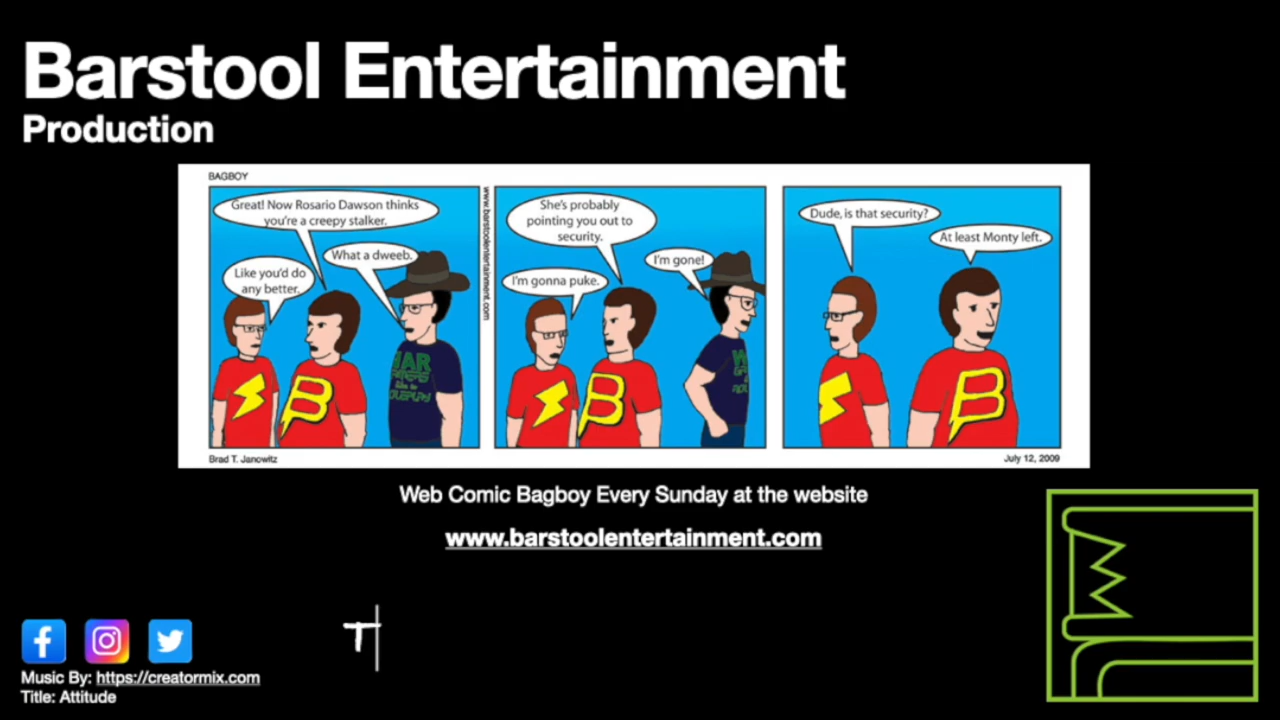 Barstool Entertainment
Production
BAGBOY
Great! Now Rosario Dawson thinks
you're a creepy stalker.
Like you'd do
any better.
What a dweeb.
www.barstoolentertainment.com
She's probably
pointing you out to
security.
I'm gonna puke.
I'm gone!
Dude, is that security?
At least Monty left.
B
B
B
Brad T. Janowitz
July 12, 2009
Web Comic Bagboy Every Sunday at the website
www.barstoolentertainment.com
T
Music By: https://creatormix.com
Title: Attitude